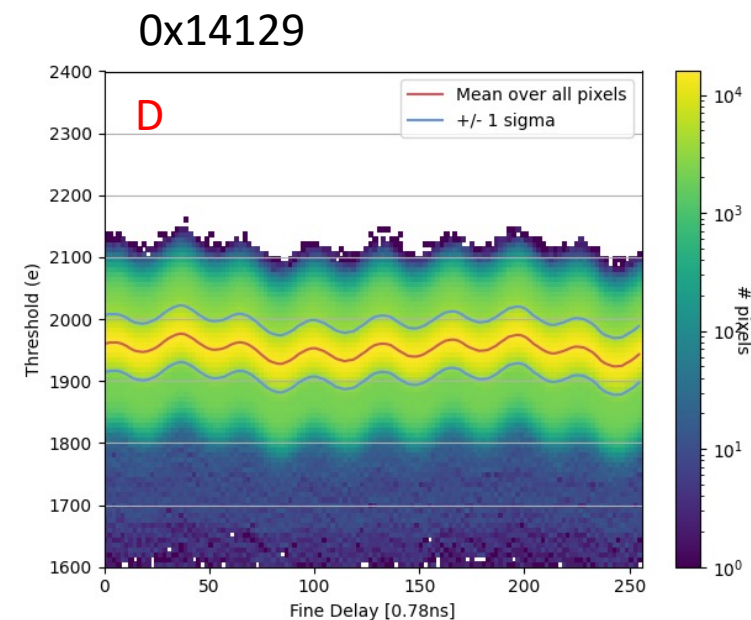 0x14129
D
Mean over all pixels
+/- 1 sigma
2400
2300
2200
2100
2000
1900
1800
1700
1600
Threshold (e)
0
50
100
150
200
250
Fine Delay [0.78ns]
10^4
10^3
10^2
10^1
10^0
# pixels